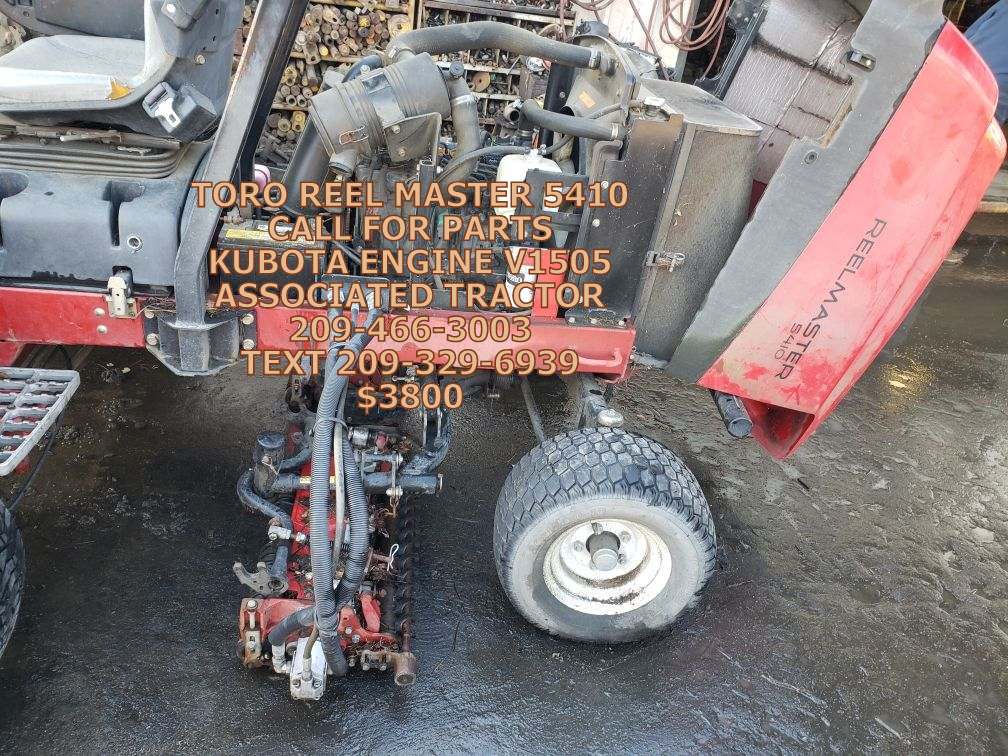 TORO REEL MASTER 5410
CALL FOR PARTS
KUBOTA ENGINE V1505
ASSOCIATED TRACTOR
209-466-3003
TEXT 209-329-6939
$3800
REELMASTER
5410